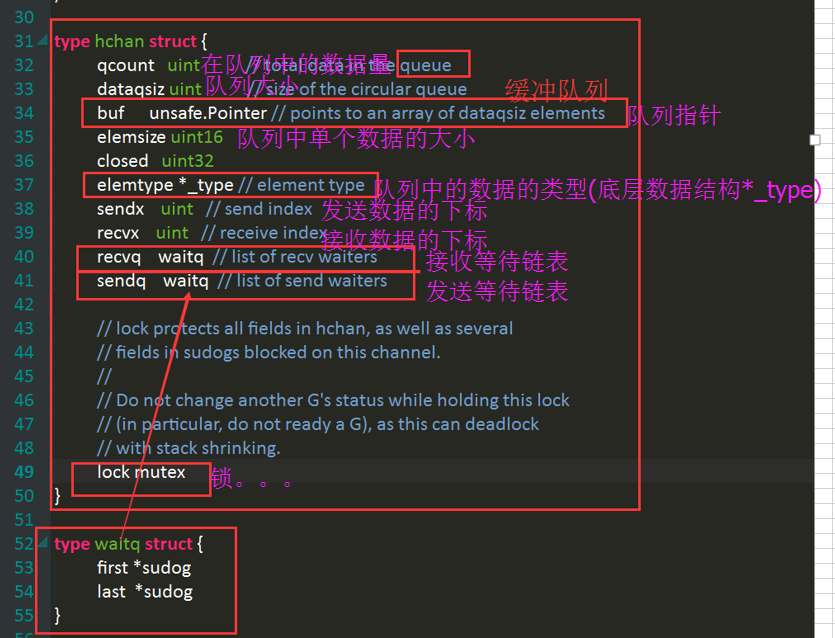 30
31 type hchan struct {
32 qcount uint 在队列中的数据量 // total data in the queue
33 dataqsiz uint 队列大小 // size of the circular queue 缓冲队列
34 buf unsafe.Pointer // points to an array of dataqsiz elements 队列指针
35 elemsize uint16 队列中单个数据的大小
36 closed uint32
37 elemtype *_type // element type 队列中的数据的类型(底层数据结构*_type)
38 sendx uint // send index 发送数据的下标
39 recvx uint // receive index 接收数据的下标
40 recvq waitq // list of recv waiters 接收等待链表
41 sendq waitq // list of send waiters 发送等待链表
42
43 // lock protects all fields in hchan, as well as several
44 // fields in sudogs blocked on this channel.
45 //
46 // Do not change another G's status while holding this lock
47 // (in particular, do not ready a G), as this can deadlock
48 // with stack shrinking.
49 lock mutex 锁。。。
50 }
51
52 type waitq struct {
53 first *sudog
54 last *sudog
55 }